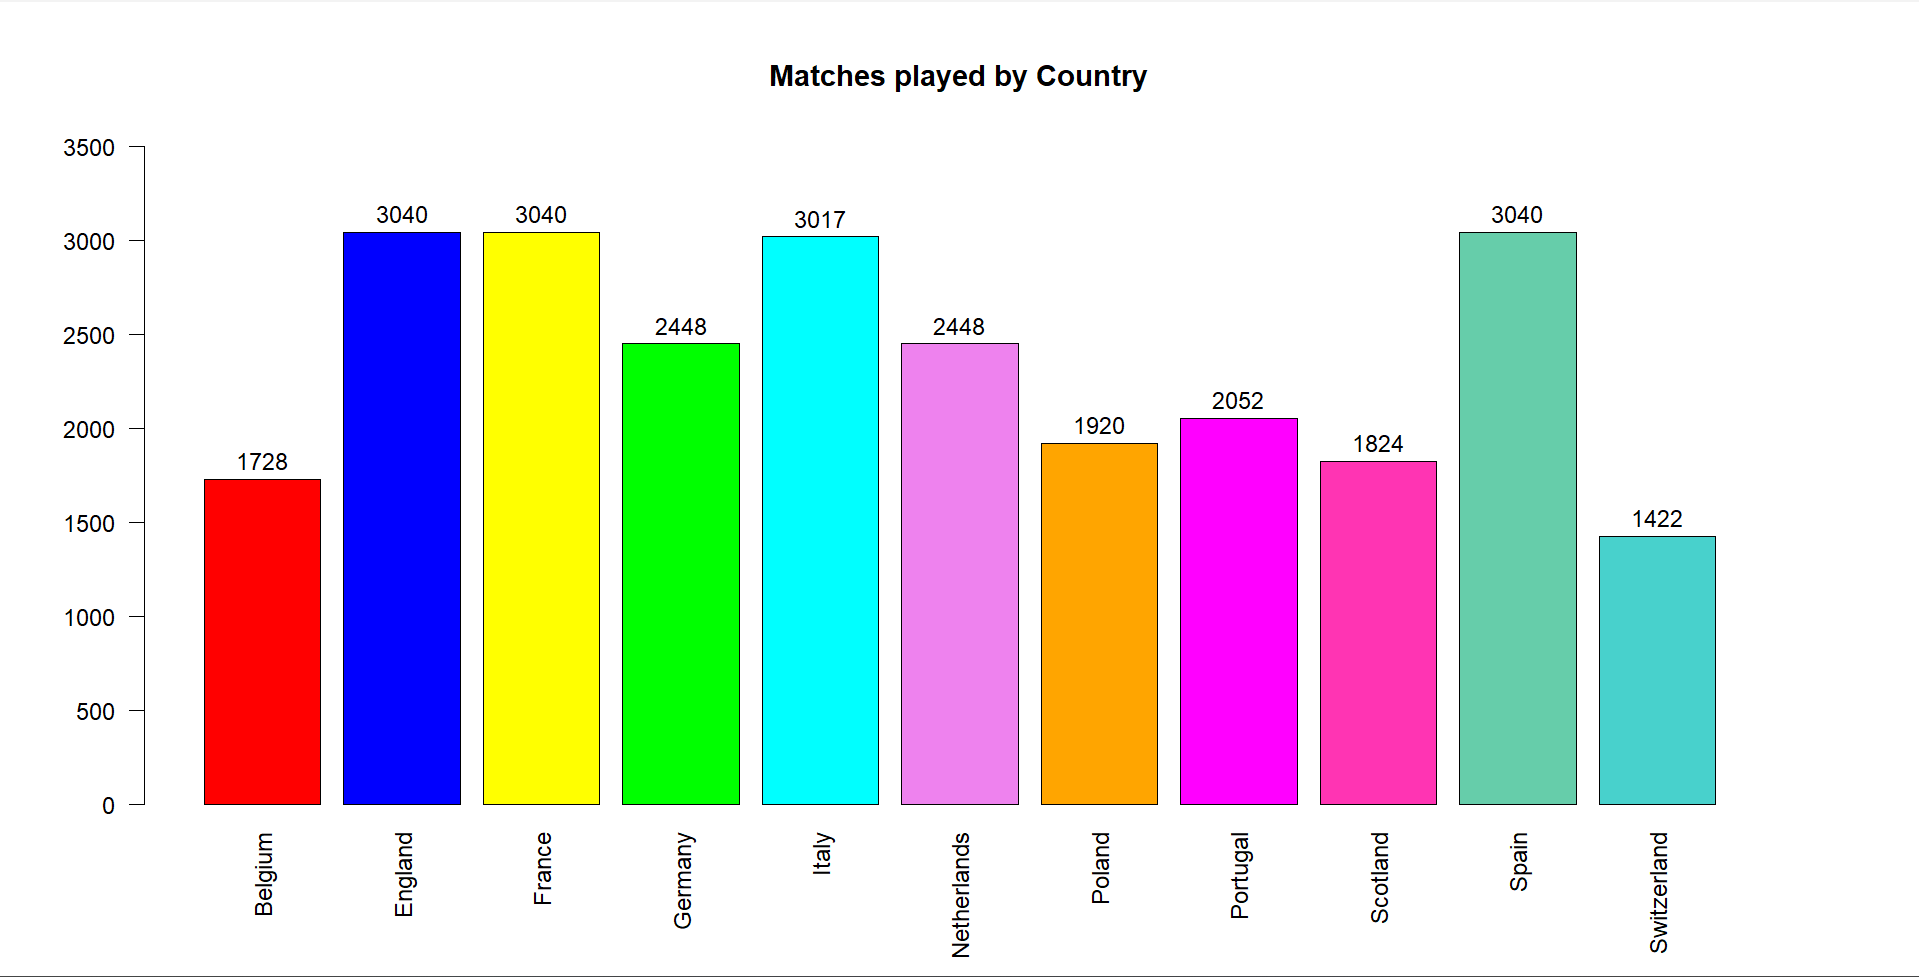 Matches played by Country
3500
3000
2500
2000
1500
1000
500
0
1728
3040
3040
2448
3017
2448
1920
2052
1824
3040
1422
Belgium
England
France
Germany
Italy
Netherlands
Poland
Portugal
Scotland
Spain
Switzerland